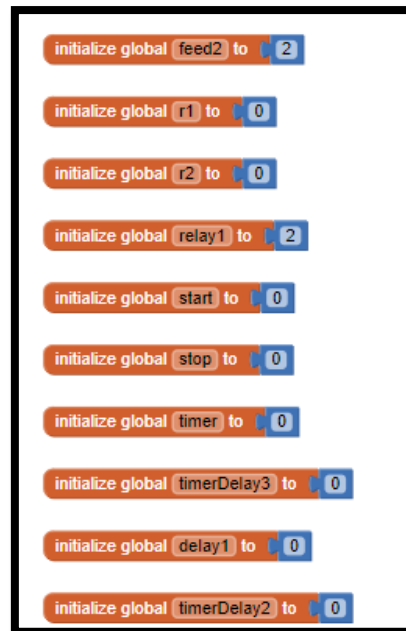 initialize global feed2 to 2
initialize global r1 to 0
initialize global r2 to 0
initialize global relay1 to 2
initialize global start to 0
initialize global stop to 0
initialize global timer to 0
initialize global timerDelay3 to 0
initialize global delay1 to 0
initialize global timerDelay2 to 0